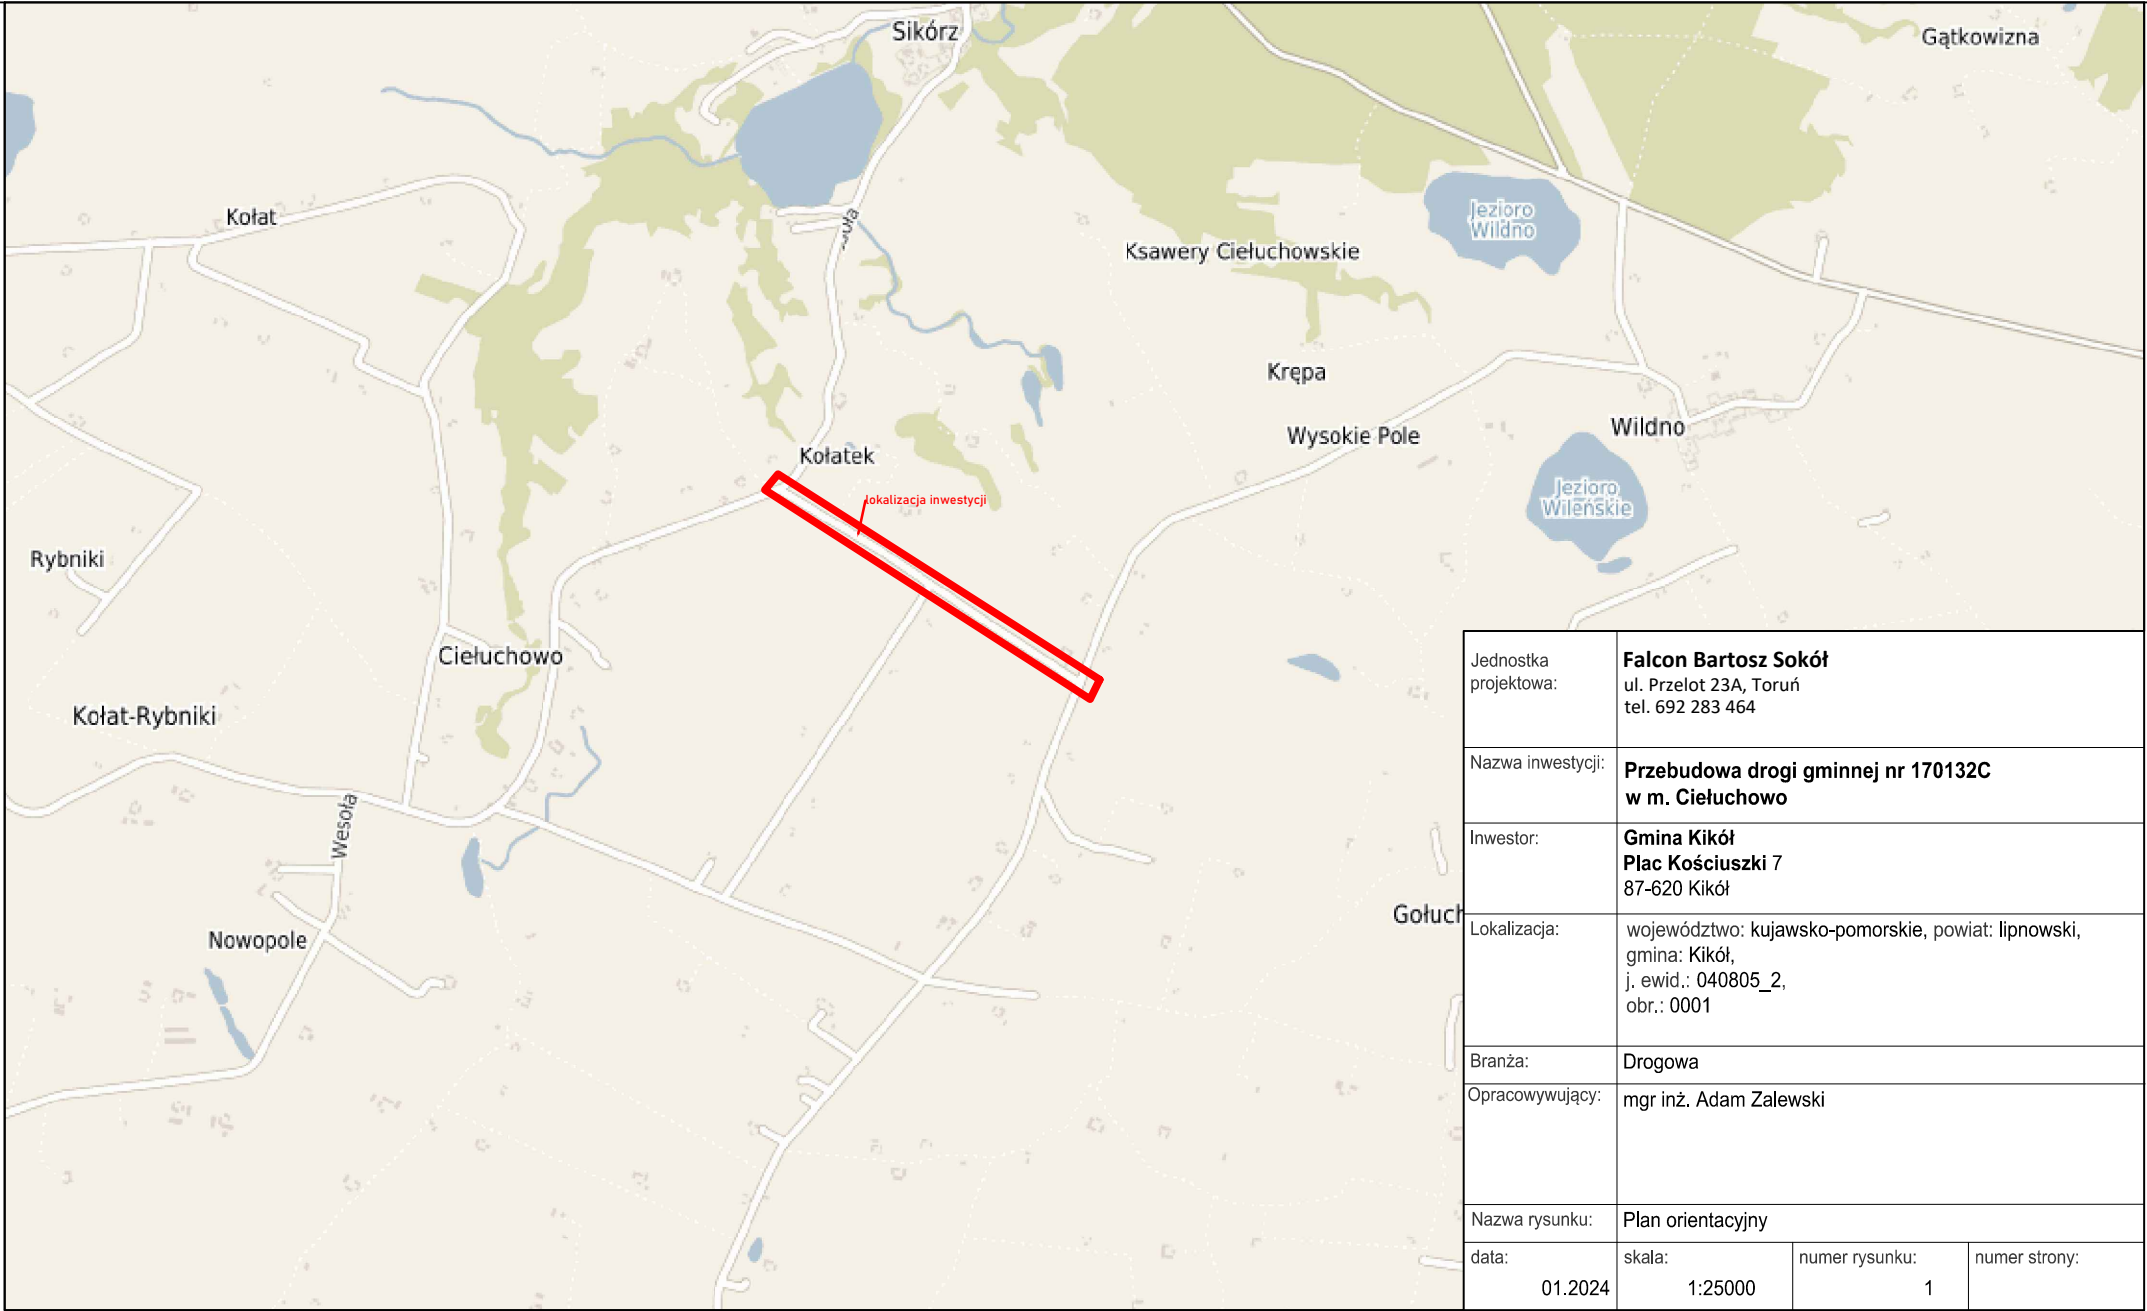 Sikórz
Gątkowizna
Kołat
Jezioro
Wildno
Ksawery Ciełuchowskie
Krępa
Wysokie Pole
Wildno
Kołatek
lokalizacja inwestycji
Jezioro
Wileńskie
Rybniki
Ciełuchowo
Kołat-Rybniki
Wesoła
Nowopole
Gołuch
Jednostka
projektowa:
Falcon Bartosz Sokół
ul. Przelot 23A, Toruń
tel. 692 283 464
Nazwa inwestycji:
Przebudowa drogi gminnej nr 170132C
w m. Ciełuchowo
Inwestor:
Gmina Kikół
Plac Kościuszki 7
87-620 Kikół
Lokalizacja:
województwo: kujawsko-pomorskie, powiat: lipnowski,
gmina: Kikół,
j. ewid.: 040805_2,
obr.: 0001
Branża:
Drogowa
Opracowywujący:
mgr inż. Adam Zalewski
Nazwa rysunku:
Plan orientacyjny
data:
01.2024
skala:
1:25000
numer rysunku:
1
numer strony: